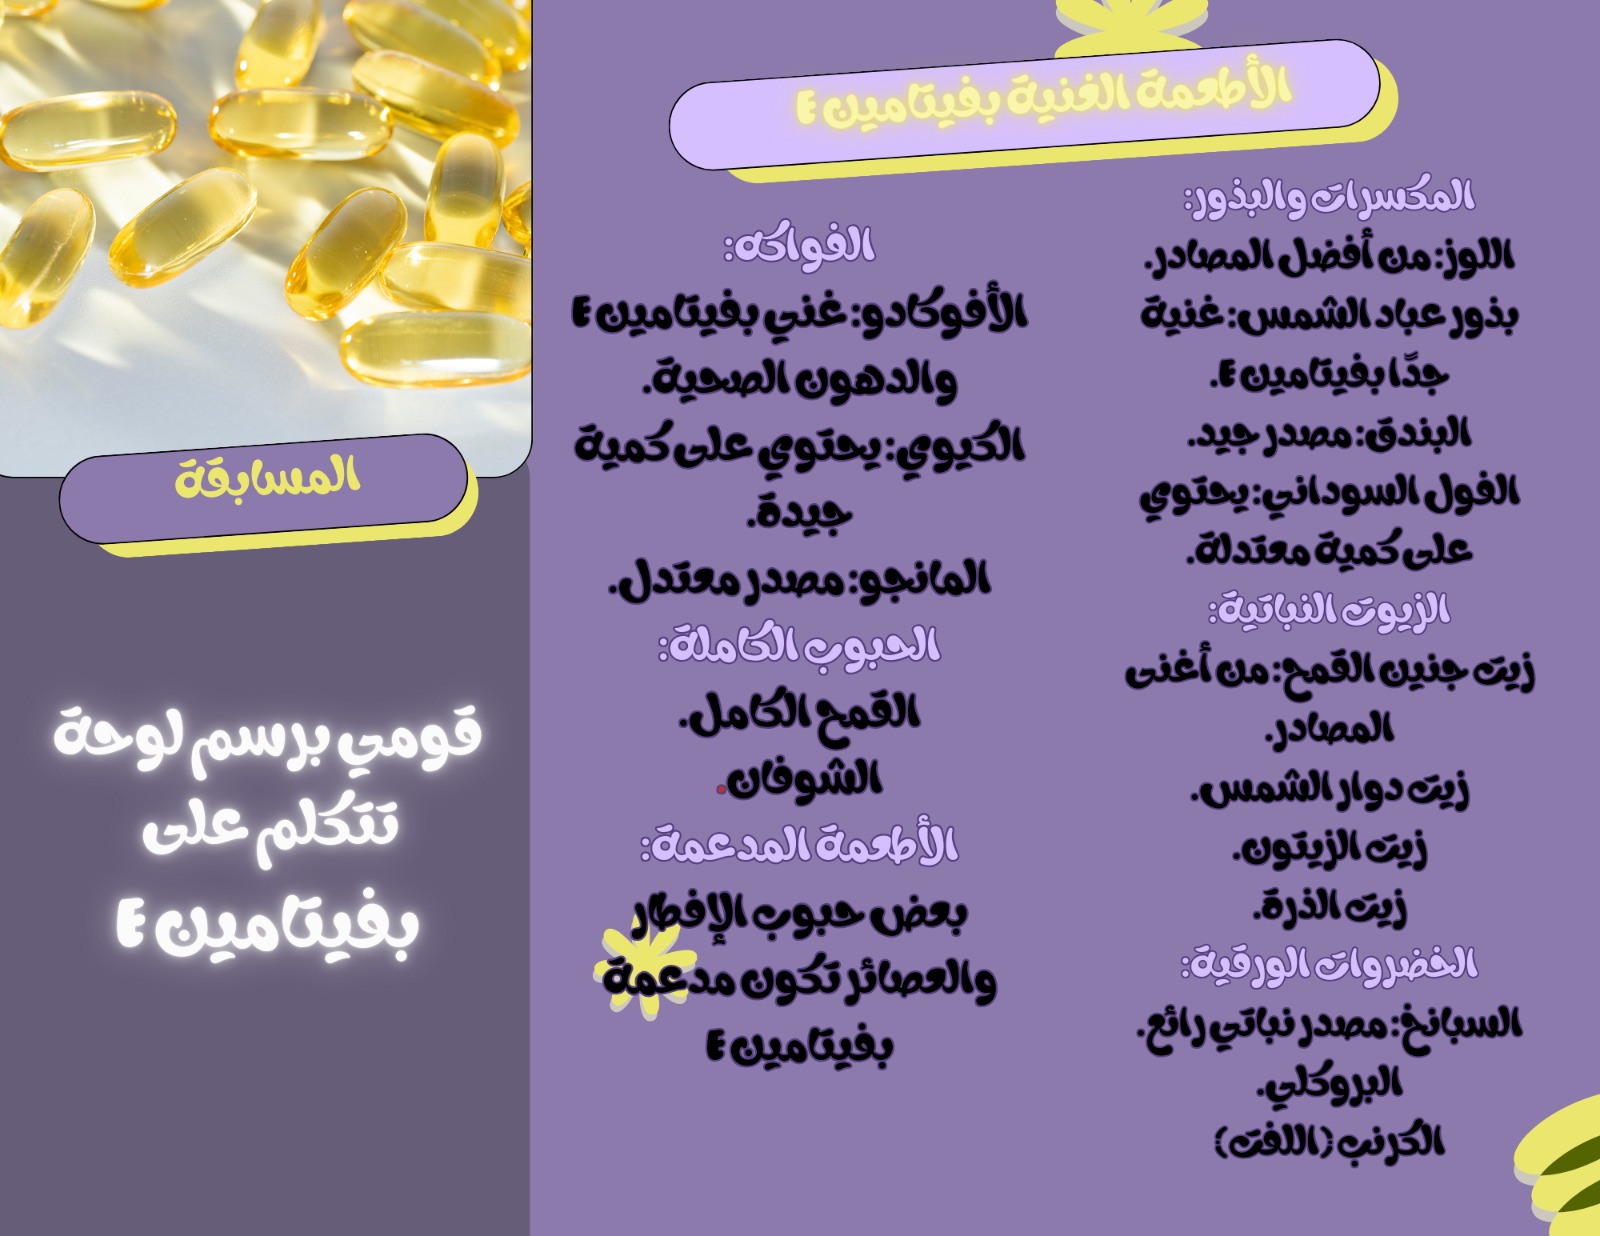 الأطعمة الغنية بفيتامين E
المكسرات والبذور:
اللوز: من أفضل المصادر.
بذور عباد الشمس: غنية
جدًا بفيتامين E.
البندق: مصدر جيد.
الفول السوداني: يحتوي
على كمية معتدلة.
الزيوت النباتية:
زيت جنين القمح: من أغنى
المصادر.
زيت دوار الشمس.
زيت الزيتون.
زيت الذرة.
الخضروات الورقية:
السبانخ: مصدر نباتي رائع.
البروكلي.
الكرنب (اللفت)
الفواكه:
الأفوكادو: غني بفيتامين E
والدهون الصحية.
الكيوي: يحتوي على كمية
جيدة.
المانجو: مصدر معتدل.
الحبوب الكاملة:
القمح الكامل.
الشوفان.
الأطعمة المدعمة:
بعض حبوب الإفطار
والعصائر تكون مدعمة
بفيتامين E
المسابقة
قومي برسم لوحة
تتكلم على
بفيتامين E